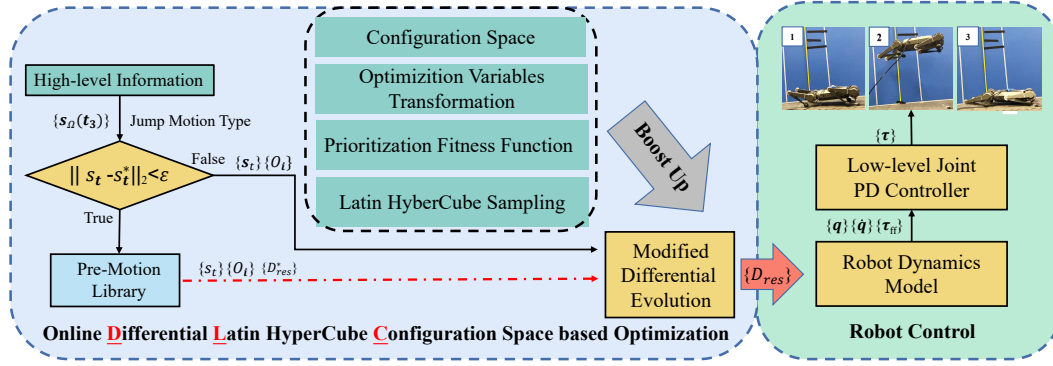 High-level Information
{s_Ω(t_3)}
Jump Motion Type
|| s_t -s_t^*||_2<ε
False
{s_t}{O_i}
True
Pre-Motion
Library
{s_t}{O_i} {D_res^*}
Configuration Space
Optimizition Variables
Transformation
Prioritization Fitness Function
Latin HyberCube Sampling
Boost Up
Modified
Differential
Evolution
{D_res}
Online Differential Latin HyperCube Configuration Space based Optimization
1
2
3
{τ}
Low-level Joint
PD Controller
{q}{q̇}{τ_ff}
Robot Dynamics
Model
Robot Control